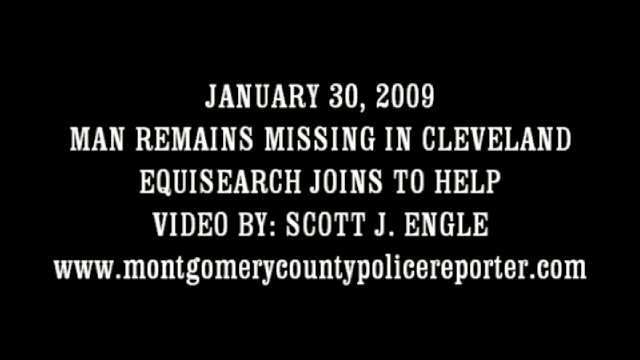 JANUARY 30, 2009
MAN REMAINS MISSING IN CLEVELAND
EQUISEARCH JOINS TO HELP
VIDEO BY: SCOTT J. ENGLE
www.montgomerycountypolicereporter.com